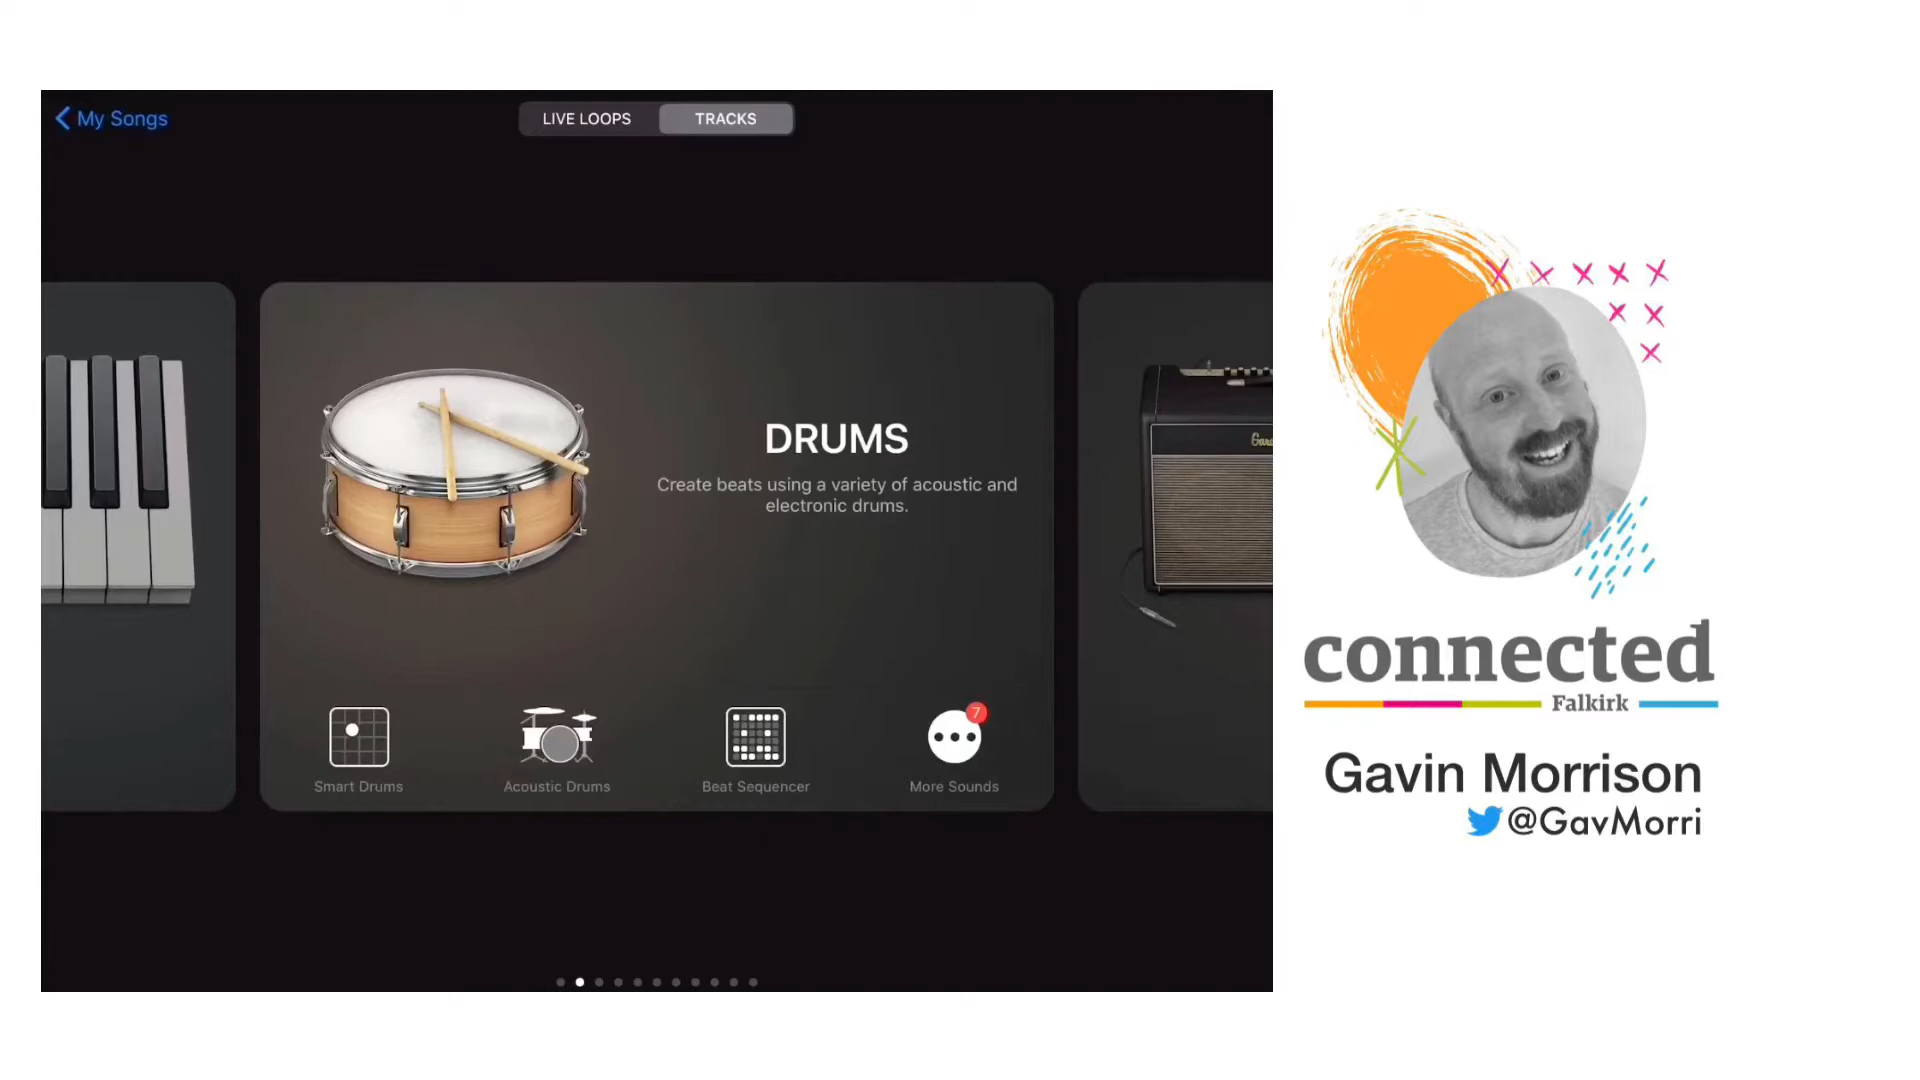 My Songs
LIVE LOOPS
TRACKS
DRUMS
Create beats using a variety of acoustic and
electronic drums.
Smart Drums
Acoustic Drums
Beat Sequencer
7
More Sounds
connected
Falkirk
Gavin Morrison
@GavMorri